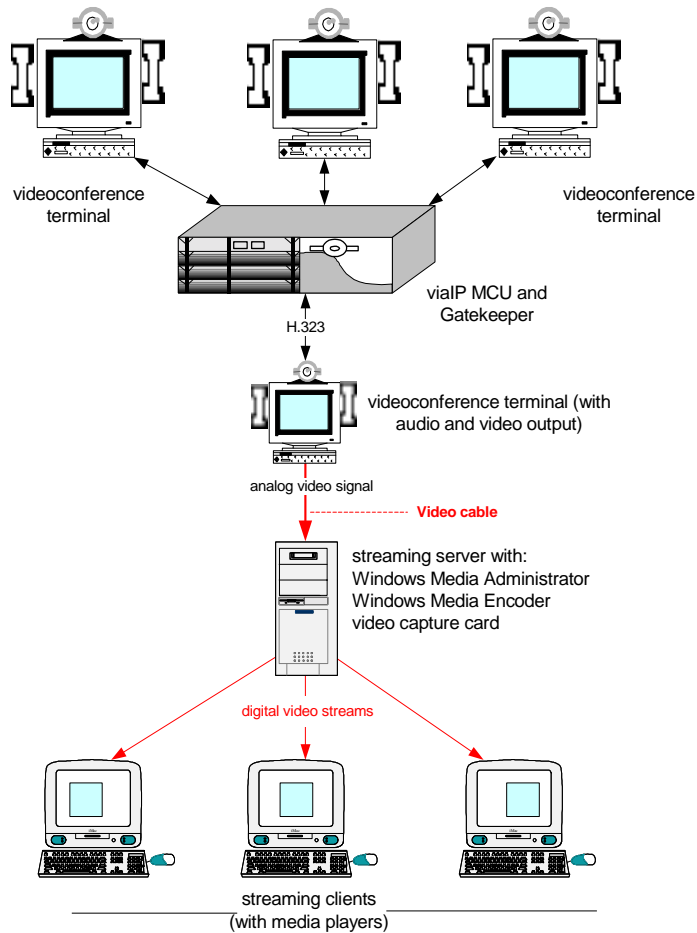 videoconference
terminal
videoconference
terminal
viaIP MCU and
Gatekeeper
H.323
videoconference terminal (with
audio and video output)
analog video signal
Video cable
streaming server with:
Windows Media Administrator
Windows Media Encoder
video capture card
digital video streams
streaming clients
(with media players)